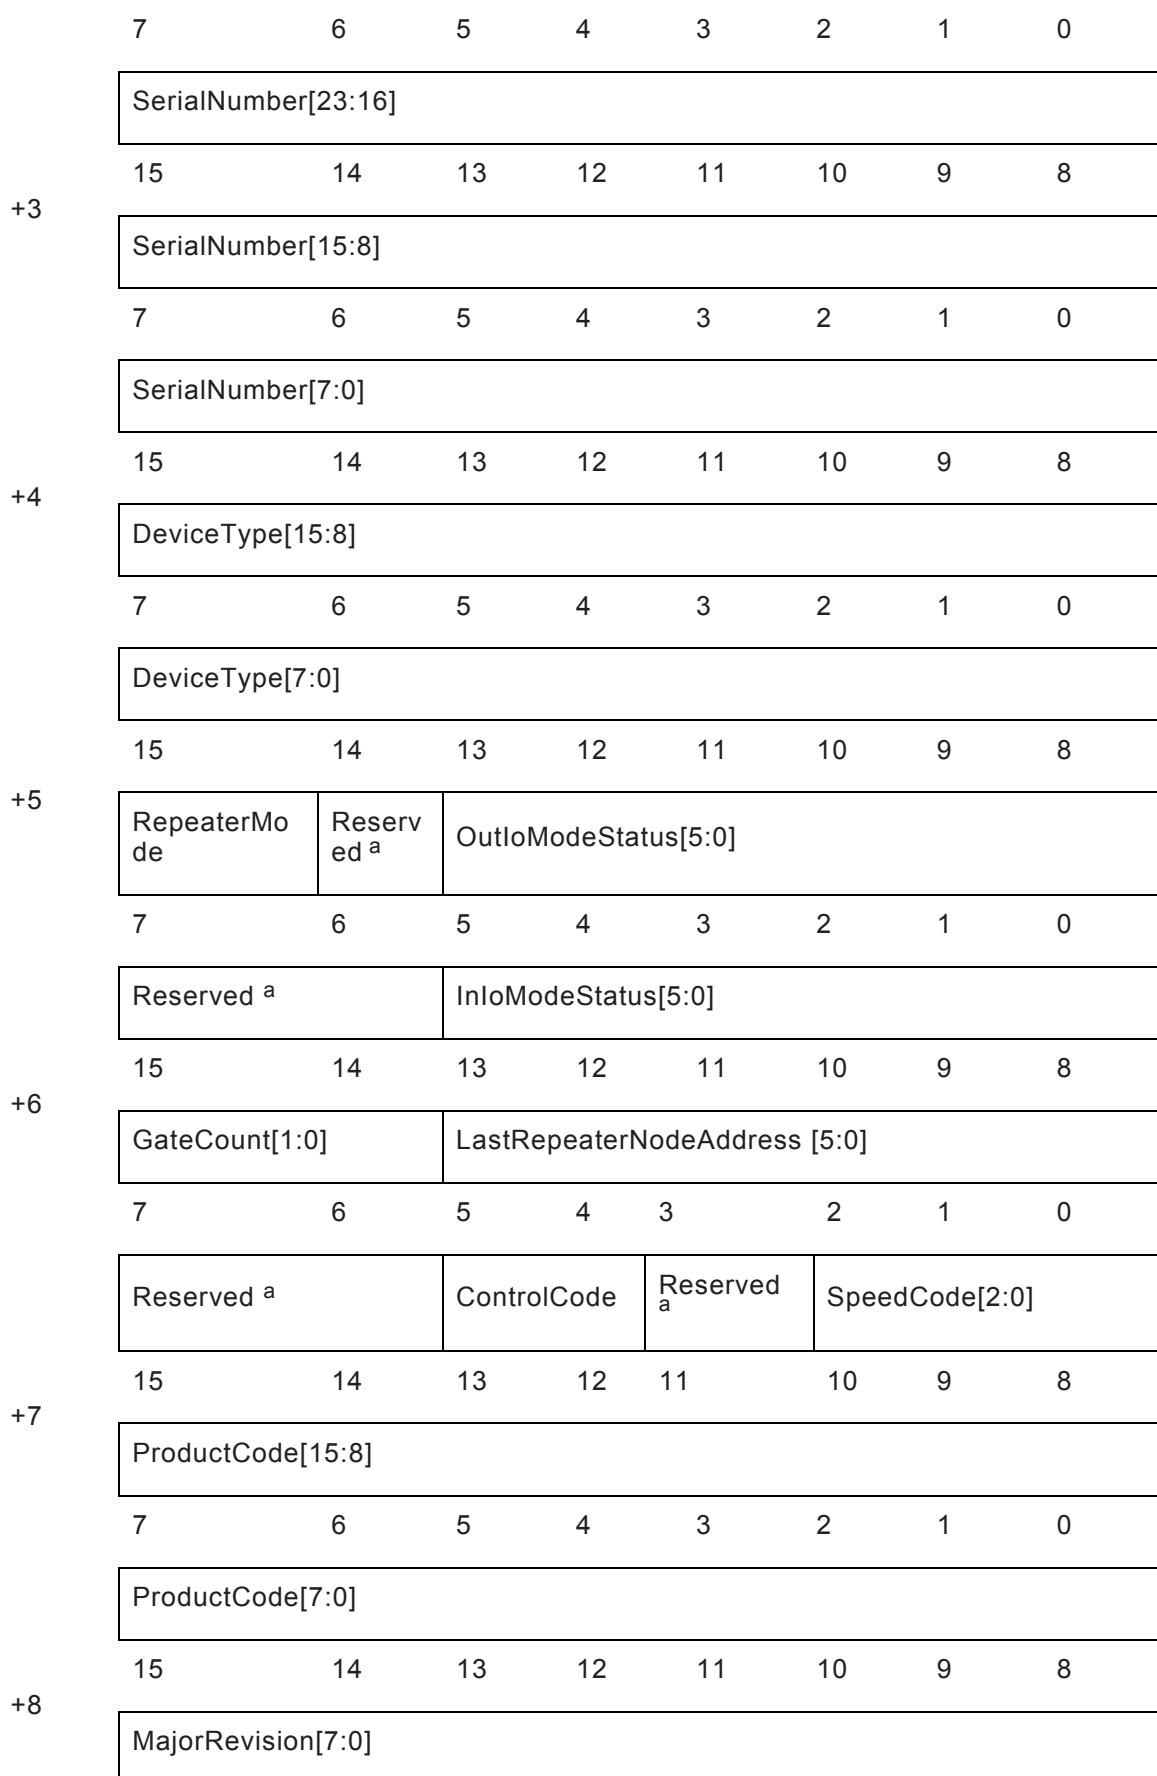 7 6 5 4 3 2 1 0
SerialNumber[23:16]
15 14 13 12 11 10 9 8
+3
SerialNumber[15:8]
7 6 5 4 3 2 1 0
SerialNumber[7:0]
15 14 13 12 11 10 9 8
+4
DeviceType[15:8]
7 6 5 4 3 2 1 0
DeviceType[7:0]
15 14 13 12 11 10 9 8
+5
RepeaterMo
de
Reserv
ed a
OutIoModeStatus[5:0]
7 6 5 4 3 2 1 0
Reserved a InIoModeStatus[5:0]
15 14 13 12 11 10 9 8
+6
GateCount[1:0] LastRepeaterNodeAddress [5:0]
7 6 5 4 3 2 1 0
Reserved a ControlCode
Reserved
a
SpeedCode[2:0]
15 14 13 12 11 10 9 8
+7
ProductCode[15:8]
7 6 5 4 3 2 1 0
ProductCode[7:0]
15 14 13 12 11 10 9 8
+8
MajorRevision[7:0]